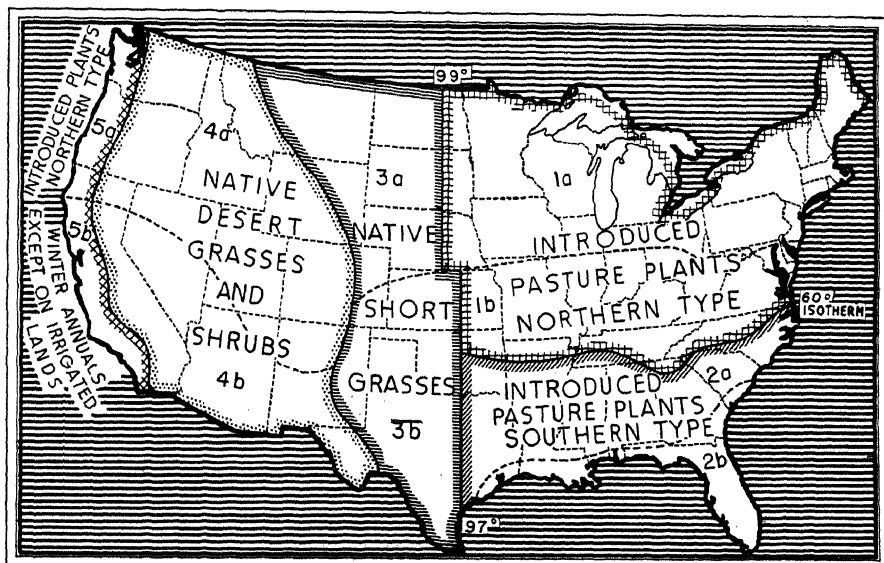 INTRODUCED PLANTS
NORTHERN TYPE
WINTER ANNUALS
EXCEPT ON IRRIGATED
LANDS
5a
5b
4a
NATIVE
DESERT
GRASSES
AND
SHRUBS
4b
99°
3a
NATIVE
SHORT
GRASSES
3b
97°
1a
INTRODUCED
PASTURE PLANTS
NORTHERN TYPE
1b
60°
ISOTHERM
INTRODUCED
PASTURE PLANTS
SOUTHERN TYPE
2a
2b